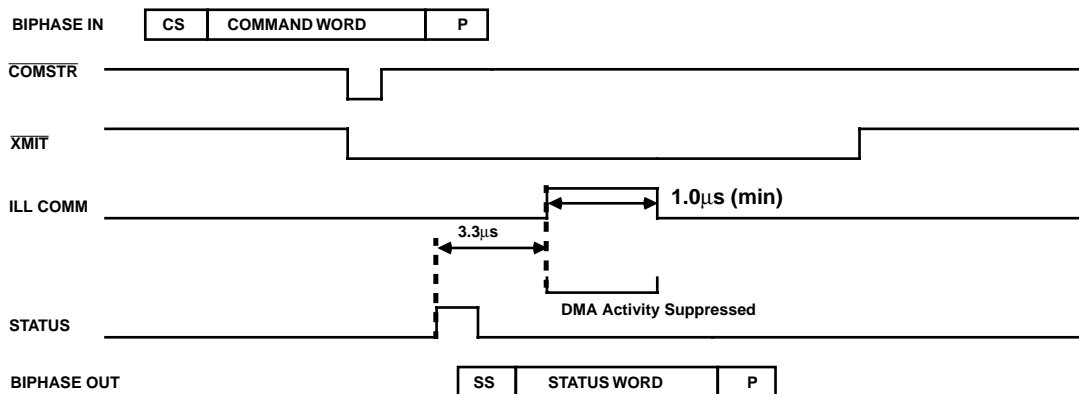 BIPHASE IN
CS COMMAND WORD P
COMSTR
XMIT
ILL COMM
1.0μs (min)
3.3μs
DMA Activity Suppressed
STATUS
BIPHASE OUT
SS STATUS WORD P